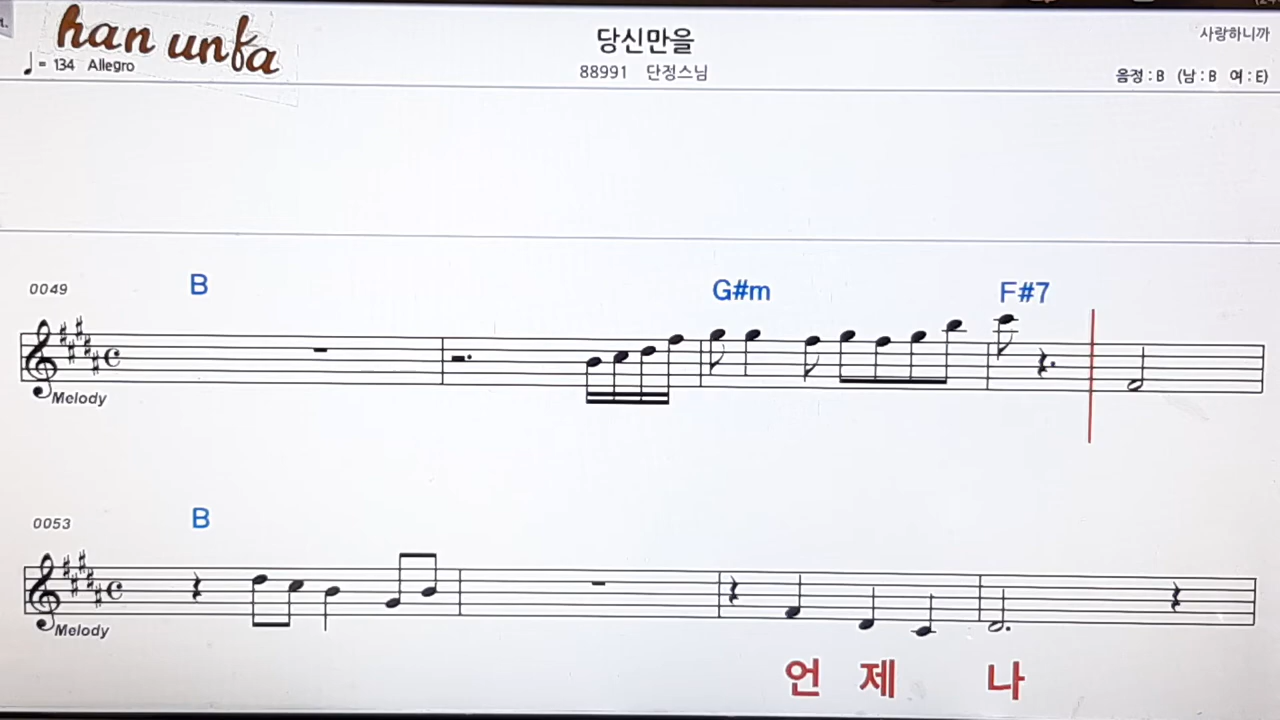 han unfa
♩= 134 Allegro
당신만을
88991 단정스님
사랑하니까
음정 : B (남 : B 여 : E)
0049 B G#m F#7
Melody
0053 B
Melody
언 제 나